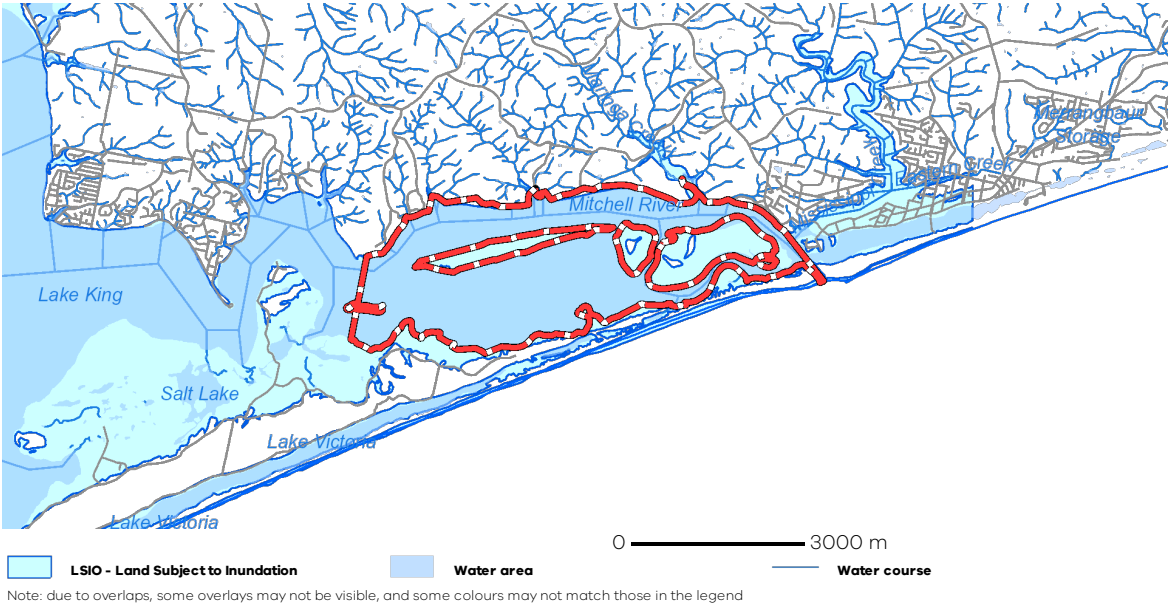 Mitchell River
Lake King
Salt Lake
Lake Victoria
Lake Victoria
Storage
0 3000 m
LSIO - Land Subject to Inundation
Water area
Water course
Note: due to overlaps, some overlays may not be visible, and some colours may not match those in the legend